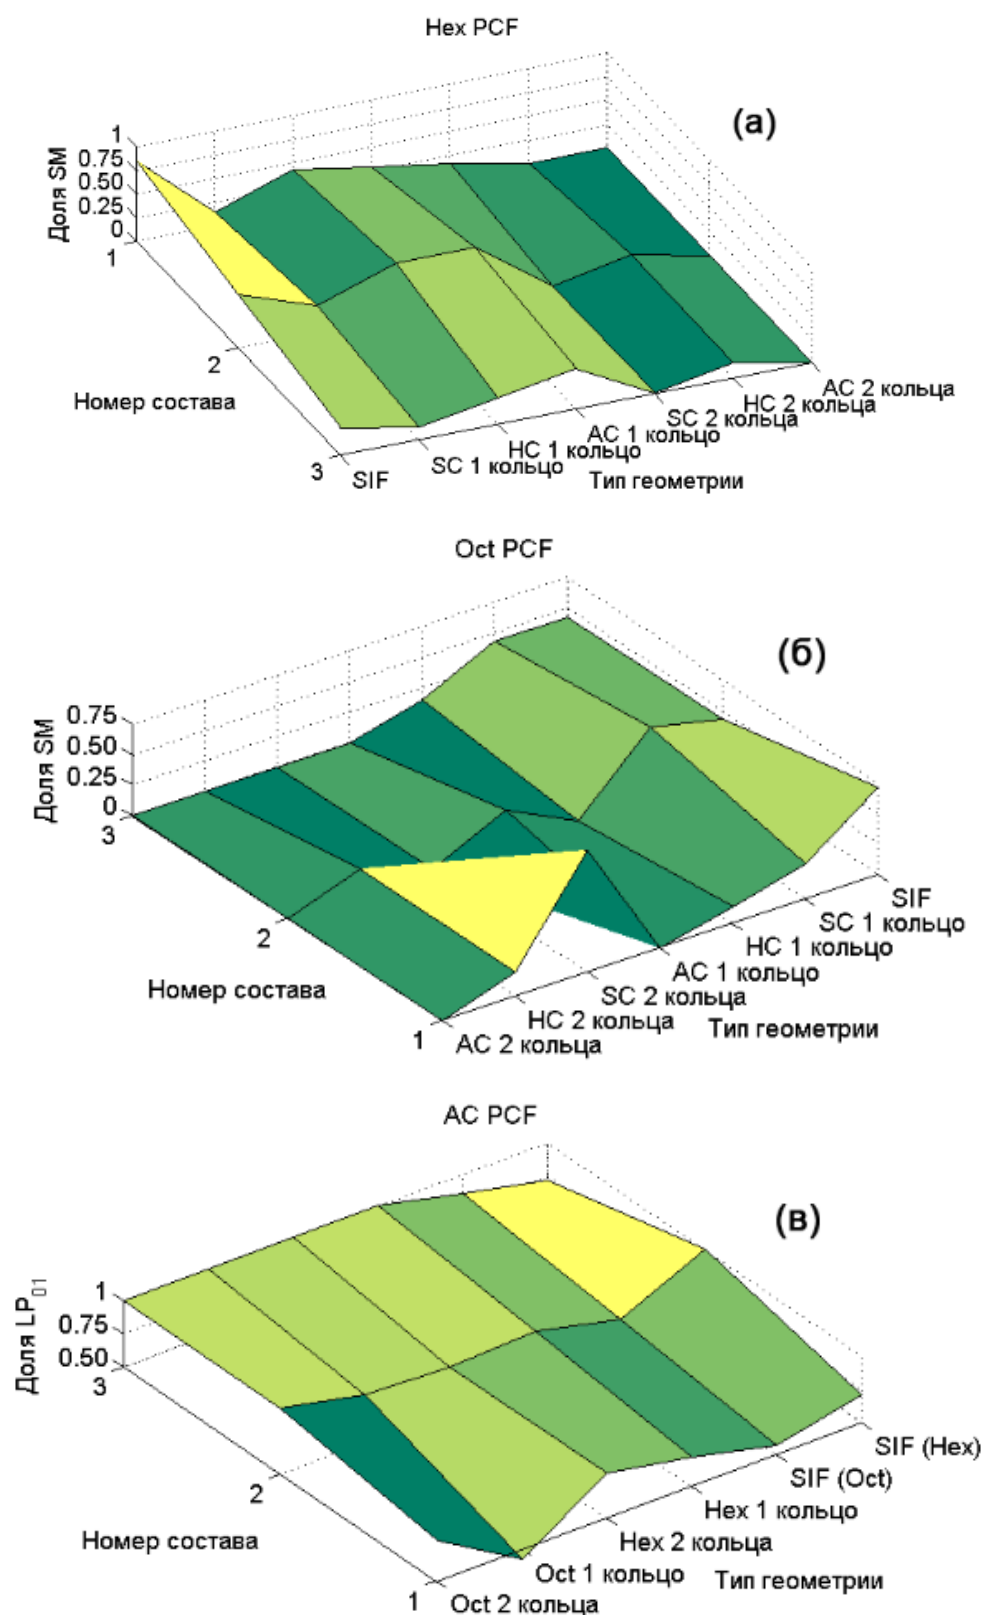 Hex PCF
(а)
1
0.75
0.50
0.25
0
Доля SM
1
2
3
Номер состава
SIF
SC 1 кольцо
HC 1 кольцо
AC 1 кольцо
SC 2 кольца
HC 2 кольца
AC 2 кольца
Тип геометрии
Oct PCF
(б)
0.75
0.50
0.25
0
Доля SM
3
2
1
Номер состава
AC 2 кольца
HC 2 кольца
SC 2 кольца
AC 1 кольцо
HC 1 кольцо
SC 1 кольцо
SIF
Тип геометрии
AC PCF
(в)
1
0.75
0.50
Доля LP01
3
2
1
Номер состава
Oct 2 кольца
Oct 1 кольцо
Hex 2 кольца
Hex 1 кольцо
SIF (Oct)
SIF (Hex)
Тип геометрии